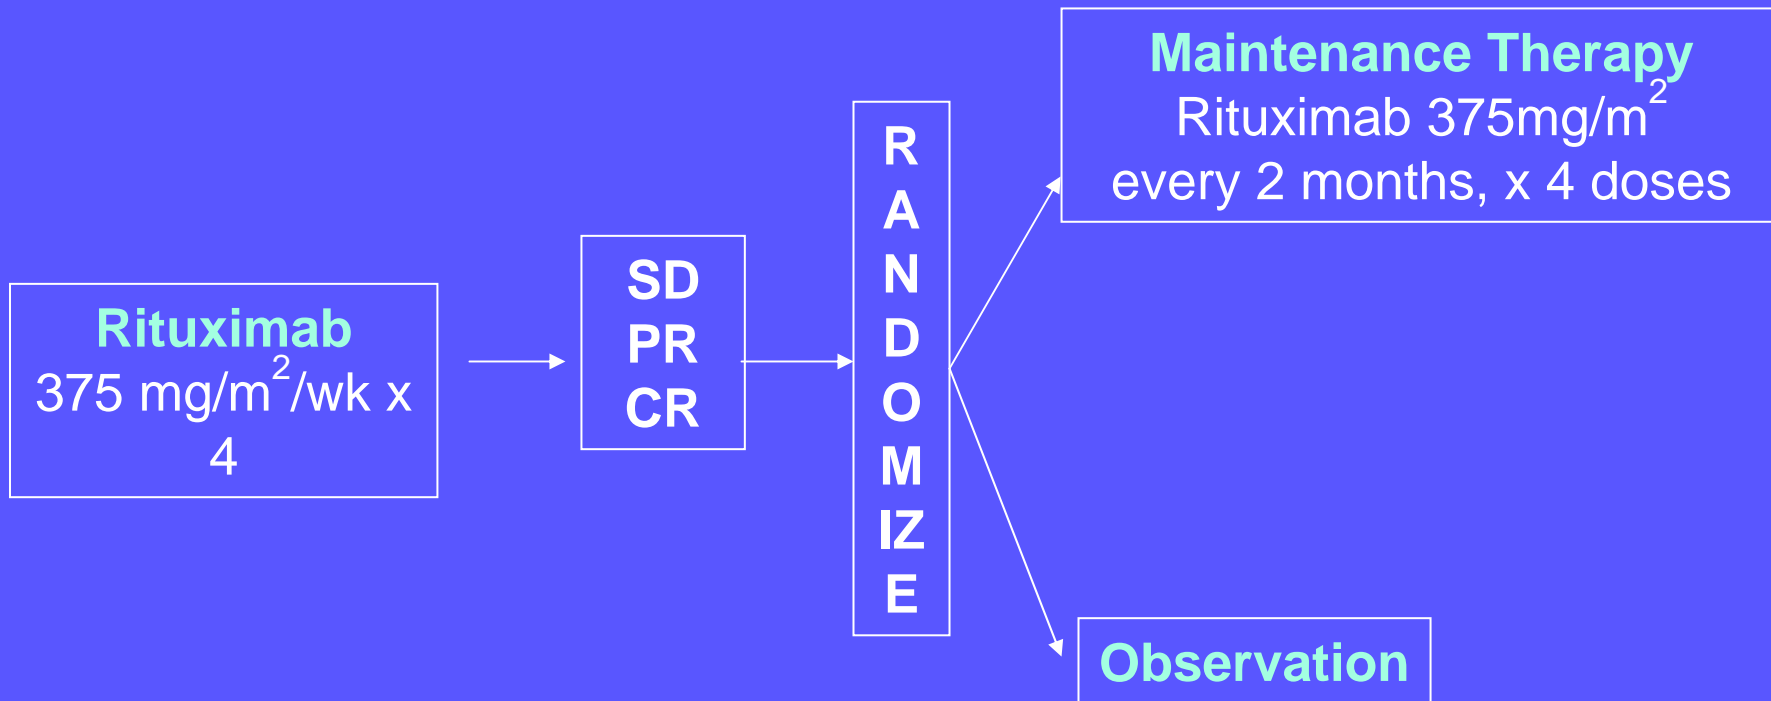 Rituximab
375 mg/m²/wk x
4
SD
PR
CR
R
A
N
D
O
M
IZ
E
Maintenance Therapy
Rituximab 375mg/m²
every 2 months, x 4 doses
Observation